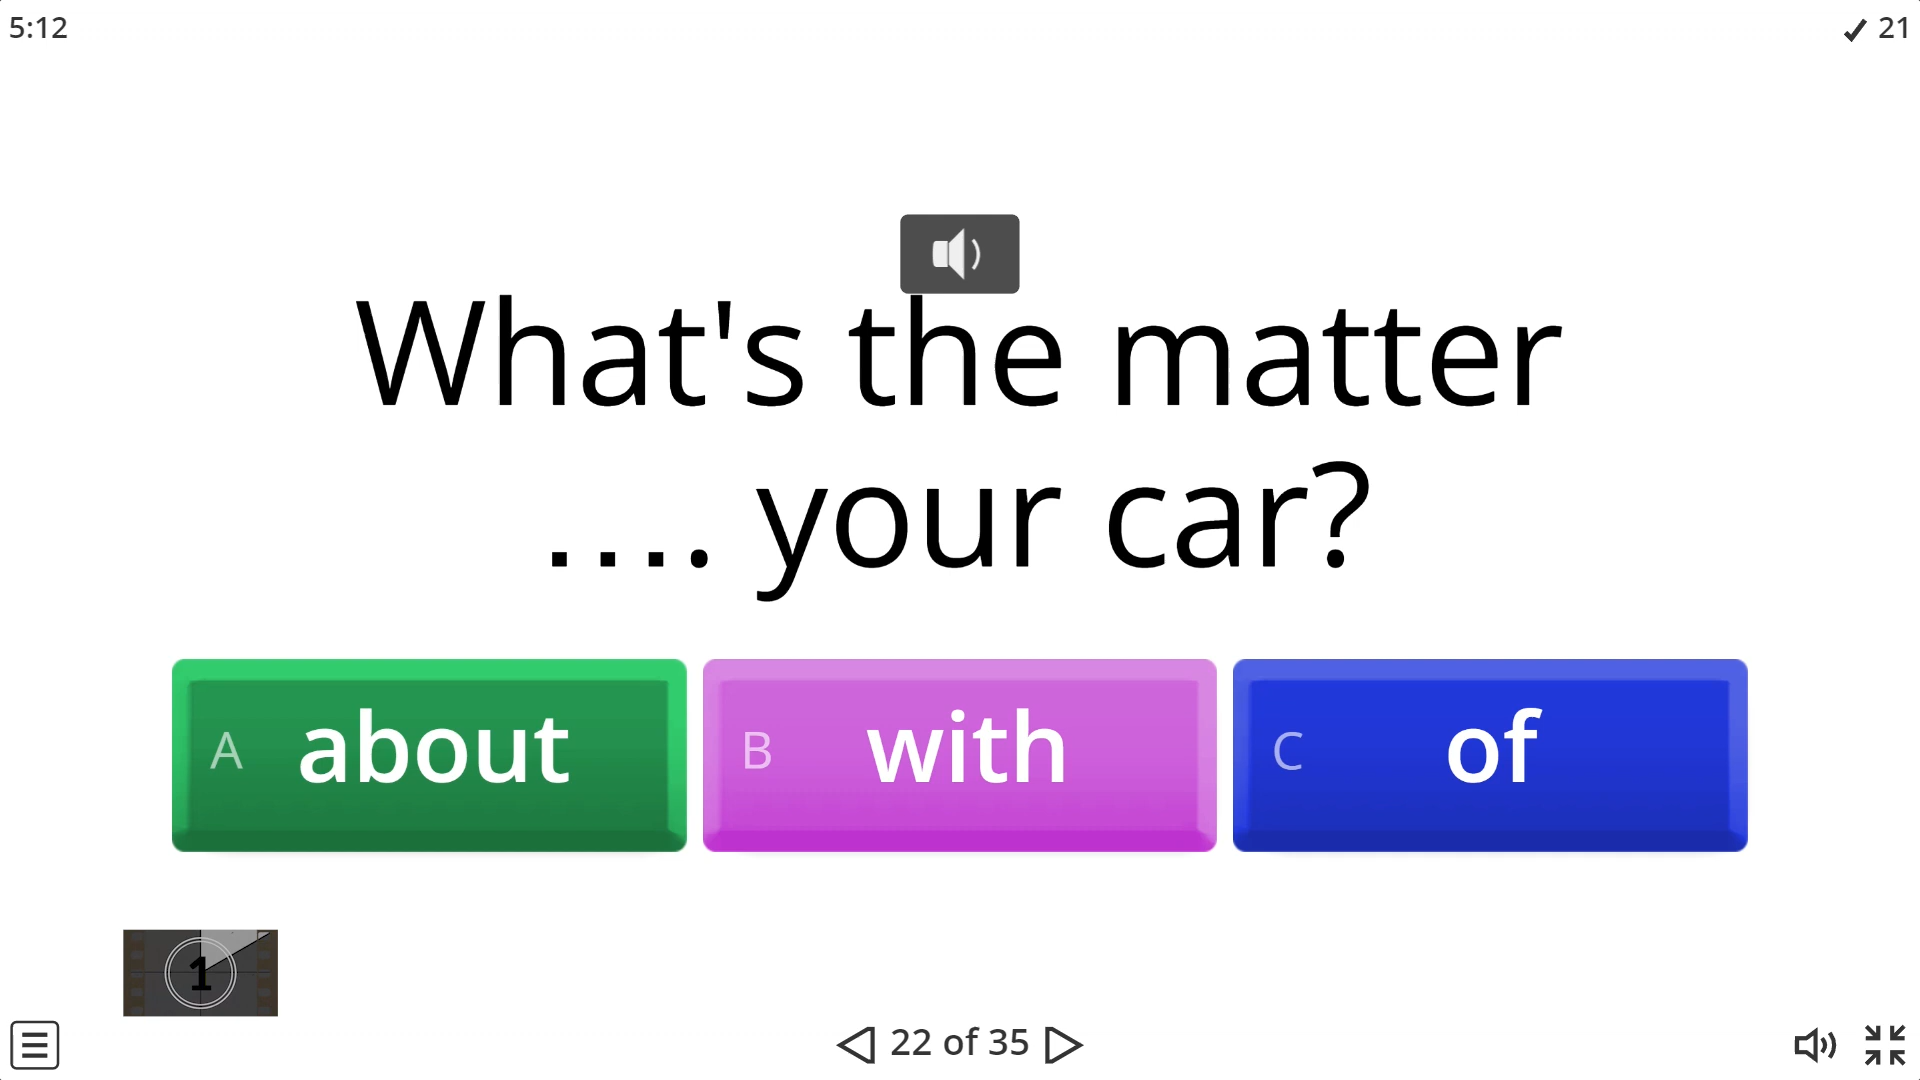 5:12
✓ 21
What's the matter
.... your car?
A about
B with
C of
1
22 of 35